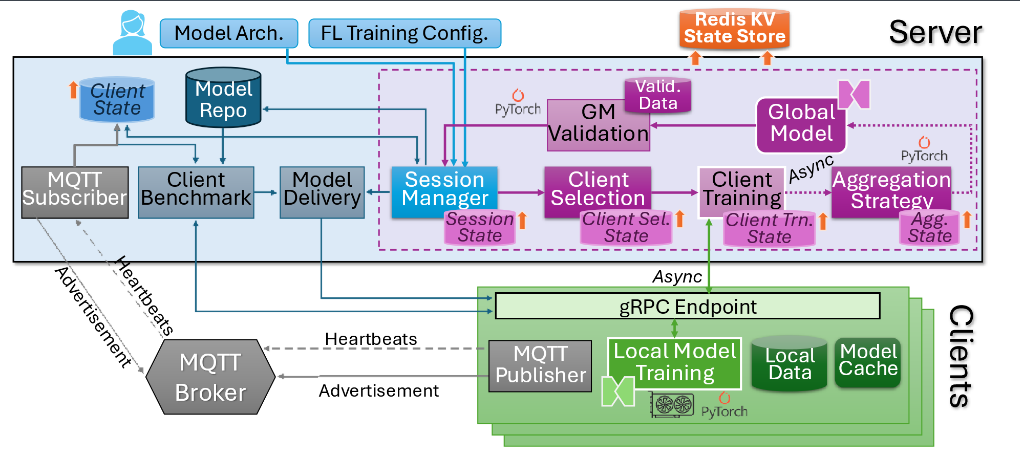 Model Arch.
FL Training Config.
Redis KV
State Store
Server
Client
State
Model
Repo
PyTorch
GM
Validation
Valid.
Data
Global
Model
PyTorch
MQTT
Subscriber
Client
Benchmark
Model
Delivery
Session
Manager
Session
State
Client
Selection
Client Sel.
State
Client
Training
Client Trn.
State
Async
Aggregation
Strategy
Agg.
State
Async
Heartbeats
Advertisement
MQTT
Broker
Heartbeats
Advertisement
gRPC Endpoint
MQTT
Publisher
Local Model
Training
PyTorch
Local
Data
Model
Cache
Clients